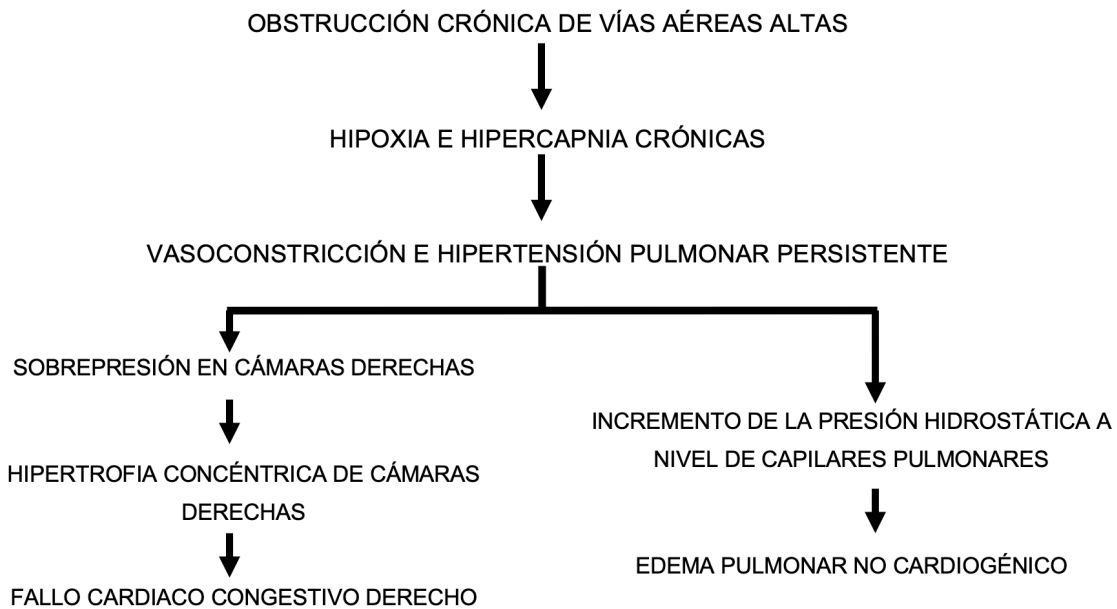 OBSTRUCCIÓN CRÓNICA DE VÍAS AÉREAS ALTAS
HIPOXIA E HIPERCAPNIA CRÓNICAS
VASOCONSTRICCIÓN E HIPERTENSIÓN PULMONAR PERSISTENTE
SOBREPRESIÓN EN CÁMARAS DERECHAS
HIPERTROFIA CONCÉNTRICA DE CÁMARAS
DERECHAS
FALLO CARDIACO CONGESTIVO DERECHO
INCREMENTO DE LA PRESIÓN HIDROSTÁTICA A
NIVEL DE CAPILARES PULMONARES
EDEMA PULMONAR NO CARDIOGÉNICO